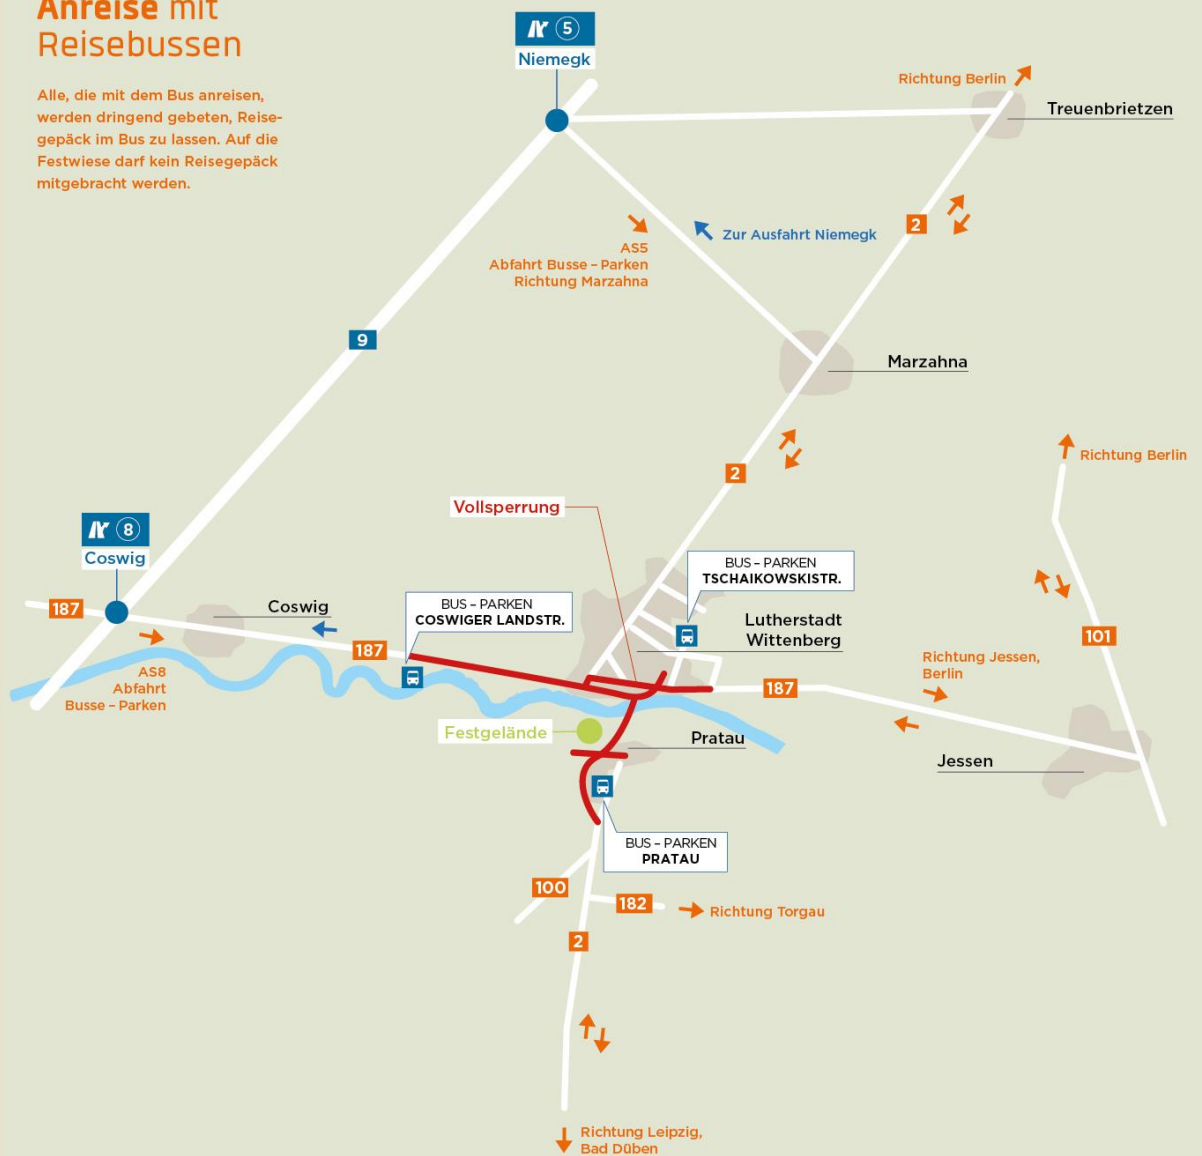 Anreise mit
Reisebussen
Alle, die mit dem Bus anreisen,
werden dringend gebeten, Reise-
gepäck im Bus zu lassen. Auf die
Festwiese darf kein Reisegepäck
mitgebracht werden.
5
Niemegk
Richtung Berlin
Treuenbrietzen
2
Zur Ausfahrt Niemegk
AS5
Abfahrt Busse – Parken
Richtung Marzahna
9
Marzahna
Richtung Berlin
2
Vollsperrung
8
Coswig
BUS – PARKEN
TSCHAIKOWSKISTR.
187
Coswig
BUS – PARKEN
COSWIGER LANDSTR.
Lutherstadt
Wittenberg
101
187
AS8
Abfahrt
Busse – Parken
Richtung Jessen,
Berlin
187
Festgelände
Pratau
Jessen
BUS – PARKEN
PRATAU
100
182
Richtung Torgau
2
Richtung Leipzig,
Bad Düben